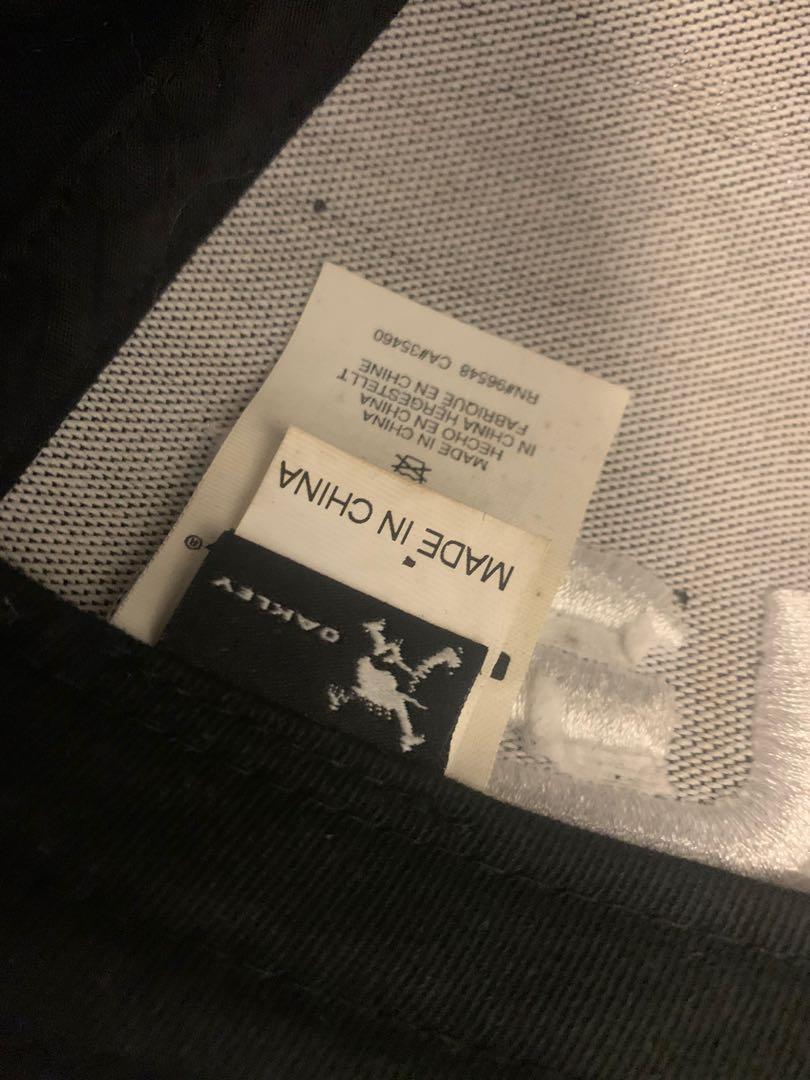 OAKLEY
MADE IN CHINA
MADE IN CHINA
HECHO EN CHINA
IN CHINA HERGESTELLT
FABRIQUE EN CHINE
RN#96548 CA#35460
®